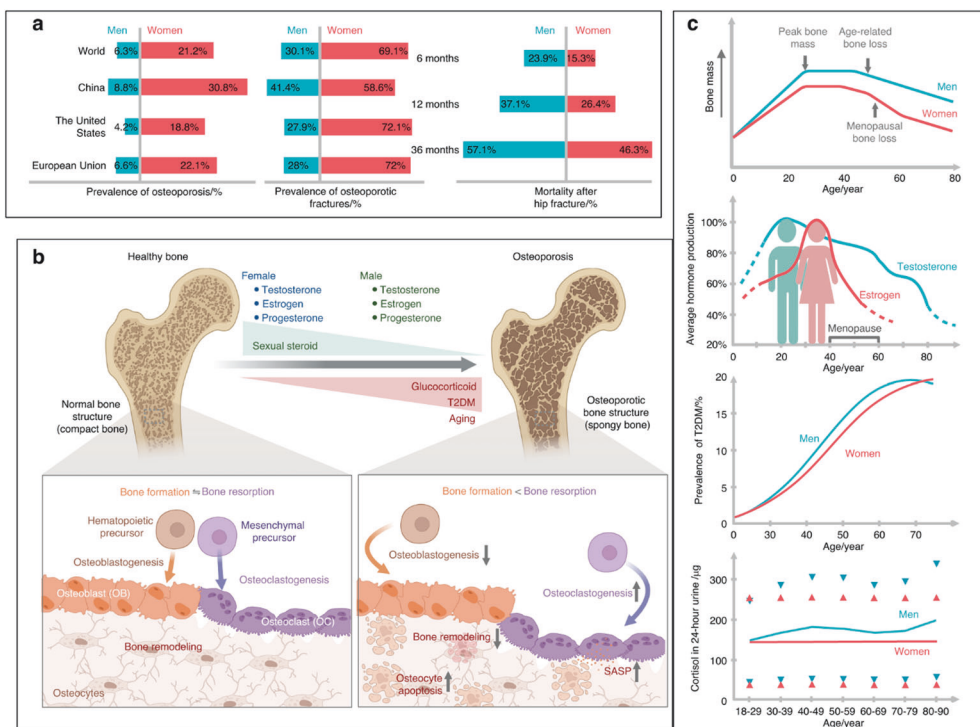 a
Men Women
World 6.3% 21.2%
China 8.8% 30.8%
The United
States 4.2% 18.8%
European Union 6.6% 22.1%
Prevalence of osteoporosis/%
Men Women
30.1% 69.1%
41.4% 58.6%
27.9% 72.1%
28% 72%
Prevalence of osteoporotic
fractures/%
Men Women
6 months 23.9% 15.3%
12 months 37.1% 26.4%
36 months 57.1% 46.3%
Mortality after
hip fracture/%
b
Healthy bone
Osteoporosis
Female
• Testosterone
• Estrogen
• Progesterone
Male
• Testosterone
• Estrogen
• Progesterone
Sexual steroid
Glucocorticoid
T2DM
Aging
Normal bone
structure
(compact bone)
Osteoporotic
bone structure
(spongy bone)
Bone formation ⇋ Bone resorption
Hematopoietic
precursor
Mesenchymal
precursor
Osteoblastogenesis
Osteoclastogenesis
Osteoblast (OB)
Osteoclast (OC)
Bone remodeling
Osteocytes
Bone formation < Bone resorption
Osteoblastogenesis
Osteoclastogenesis
Bone remodeling
Osteocyte
apoptosis
SASP
c
Peak bone
mass
Age-related
bone loss
Bone mass
Men
Women
Menopausal
bone loss
0 20 40 60 80
Age/year
Average hormone production
100%
80%
60%
40%
20%
Testosterone
Estrogen
Menopause
0 20 40 60 80
Age/year
Prevalence of T2DM/%
20
15
10
5
0
Men
Women
30 50 70
Age/year
Cortisol in 24-hour urine /μg
300
200
100
0
Men
Women
18-29 30-39 40-49 50-59 60-69 70-79 80-90
Age/year